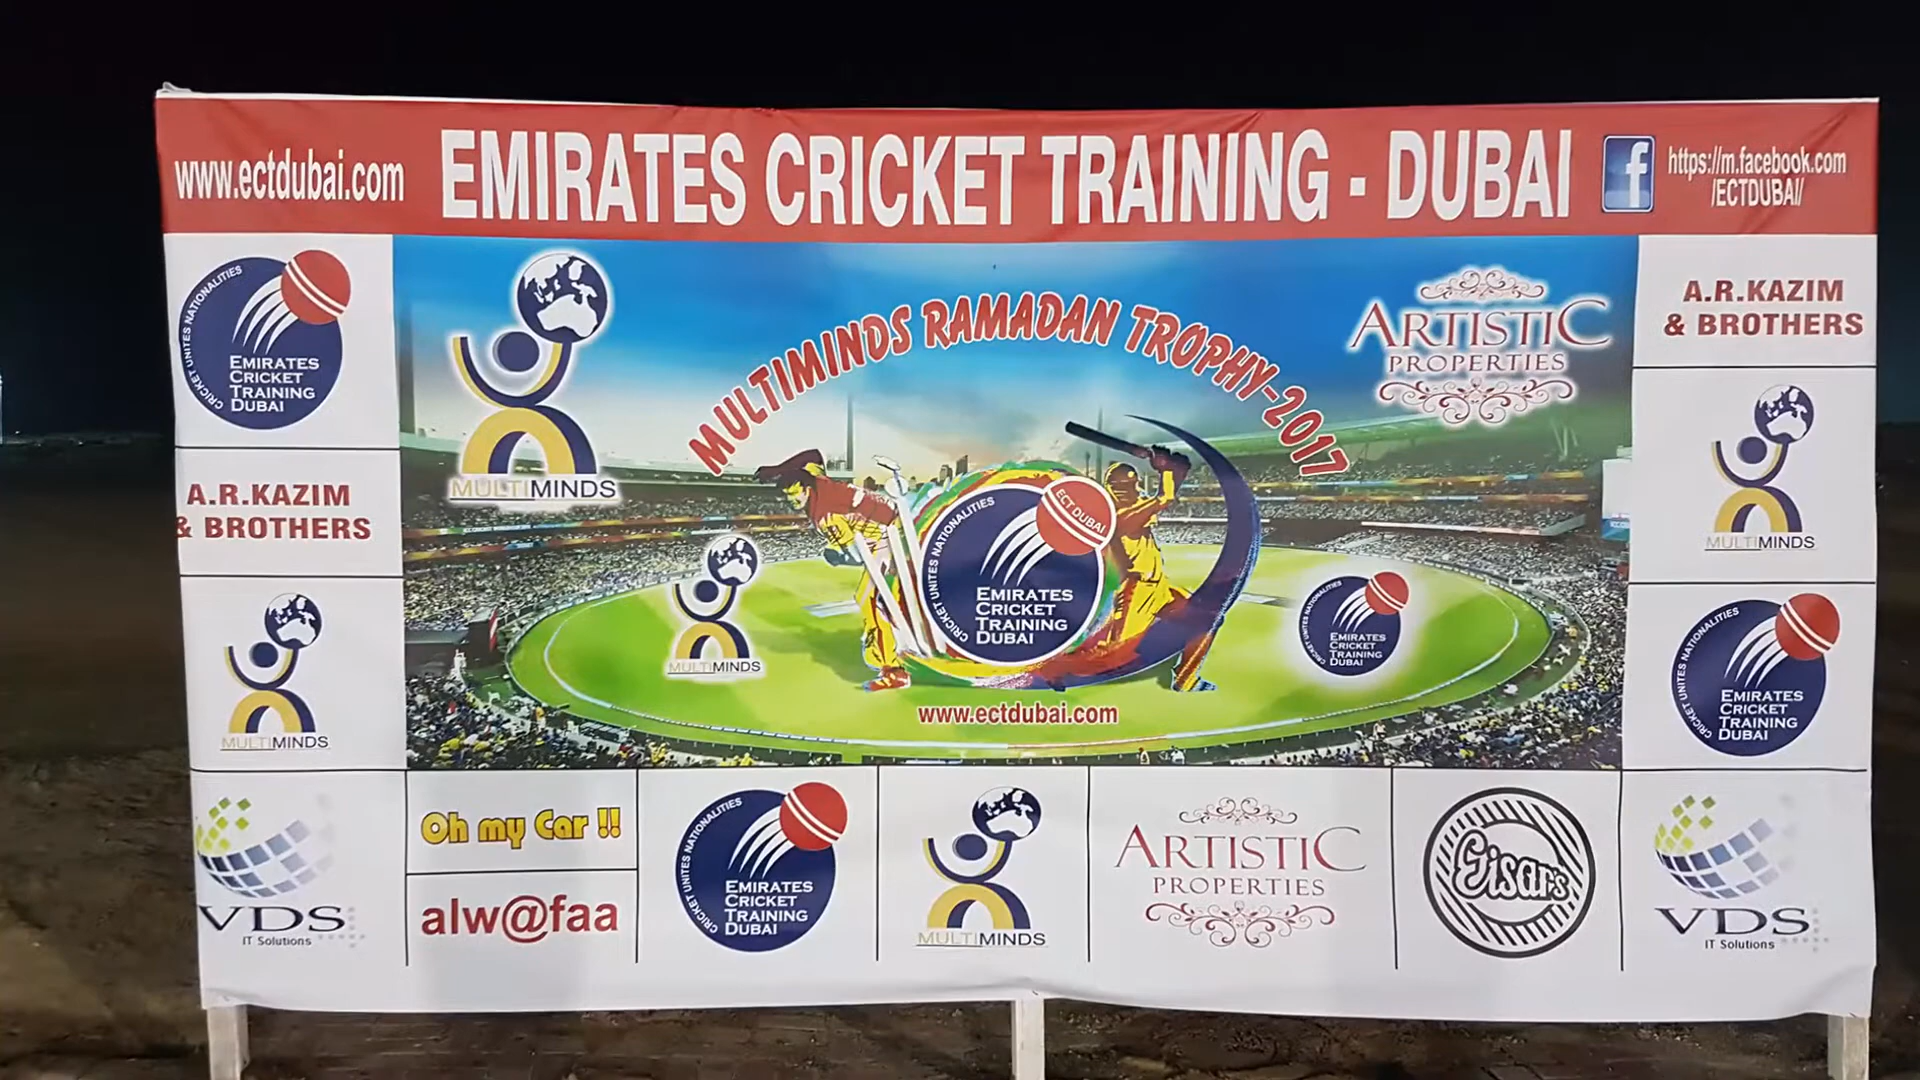 www.ectdubai.com
EMIRATES CRICKET TRAINING - DUBAI
f
https://m.facebook.com
/ECTDUBAI/
CRICKET UNITES NATIONALITIES
EMIRATES
CRICKET
TRAINING
DUBAI
A.R.KAZIM
& BROTHERS
MULTIMINDS
MULTIMINDS
MULTIMINDS RAMADAN TROPHY-2017
ARTISTIC
PROPERTIES
MULTIMINDS
ECT DUBAI
CRICKET UNITES NATIONALITIES
EMIRATES
CRICKET
TRAINING
DUBAI
CRICKET UNITES NATIONALITIES
EMIRATES
CRICKET
TRAINING
DUBAI
www.ectdubai.com
A.R.KAZIM
& BROTHERS
MULTIMINDS
CRICKET UNITES NATIONALITIES
EMIRATES
CRICKET
TRAINING
DUBAI
VDS
IT Solutions
Oh my Car !!
alw@faa
CRICKET UNITES NATIONALITIES
EMIRATES
CRICKET
TRAINING
DUBAI
MULTIMINDS
ARTISTIC
PROPERTIES
Eisar's
VDS
IT Solutions